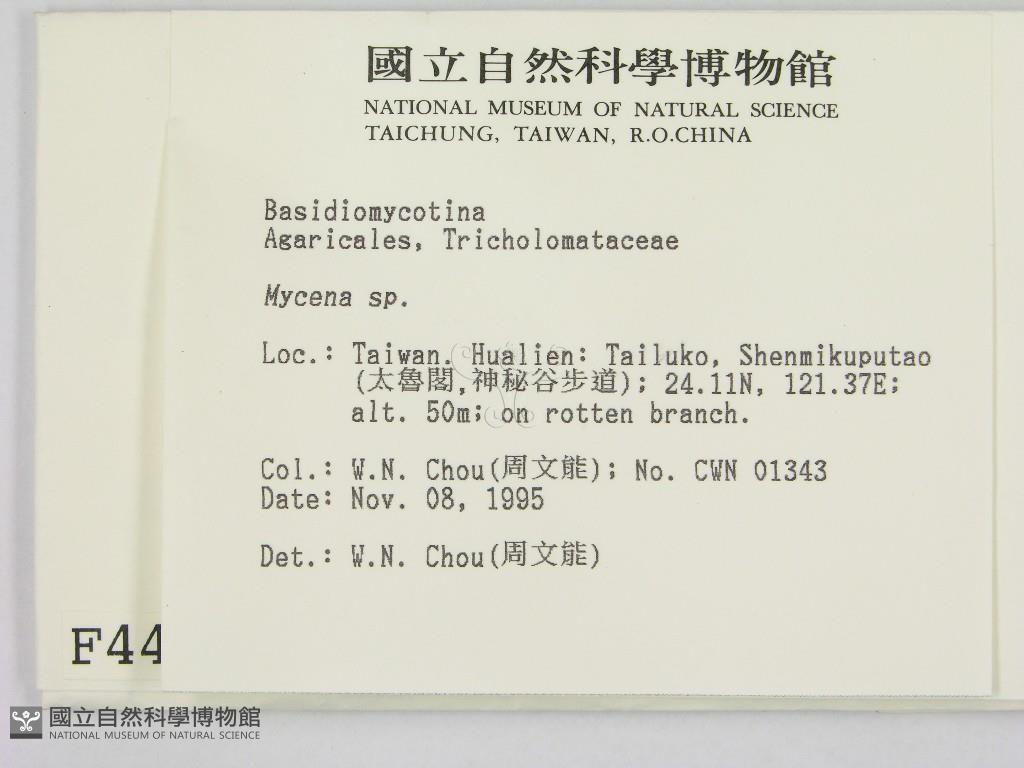 國立自然科學博物館
NATIONAL MUSEUM OF NATURAL SCIENCE
TAICHUNG, TAIWAN, R.O.CHINA
Basidiomycotina
Agaricales, Tricholomataceae
Mycena sp.
Loc.: Taiwan. Hualien: Tailuko, Shenmikuputao
(太魯閣,神秘谷步道); 24.11N, 121.37E;
alt. 50m; on rotten branch.
Col.: W.N. Chou(周文能); No. CWN 01343
Date: Nov. 08, 1995
Det.: W.N. Chou(周文能)
F44
國立自然科學博物館
NATIONAL MUSEUM OF NATURAL SCIENCE